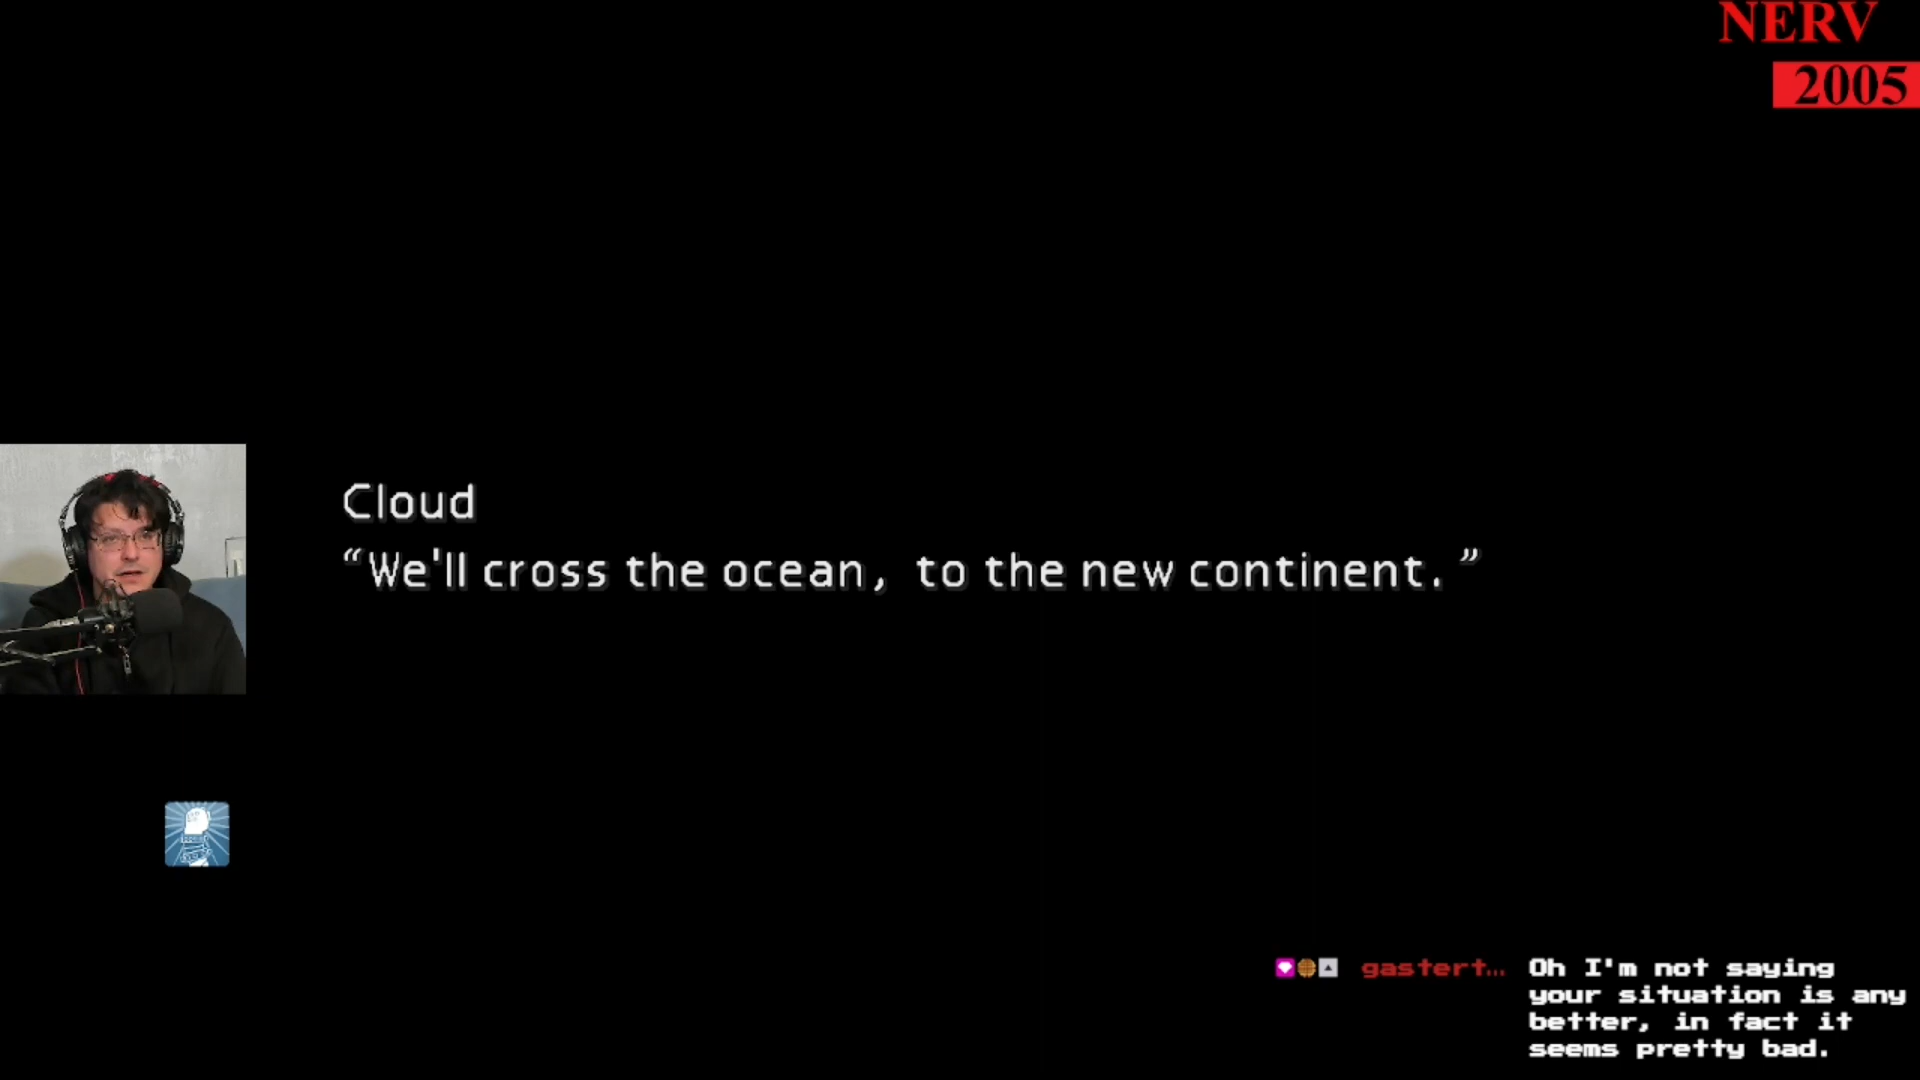 NERV
2005
Cloud
“We'll cross the ocean, to the new continent.”
gastert... Oh I'm not saying
your situation is any
better, in fact it
seems pretty bad.